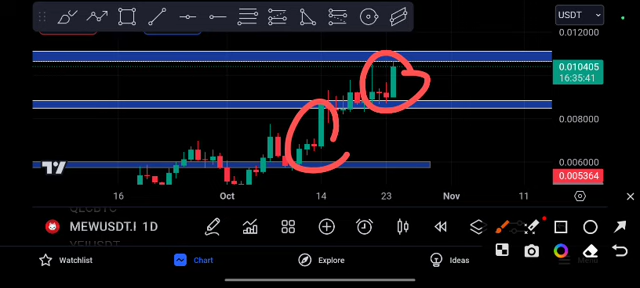 USDT
0.012000
0.010405
16:35:41
0.008000
0.006000
0.005364
16
Oct
14
23
Nov
11
MEWUSDT.P 1D
Watchlist
Chart
Explore
Ideas